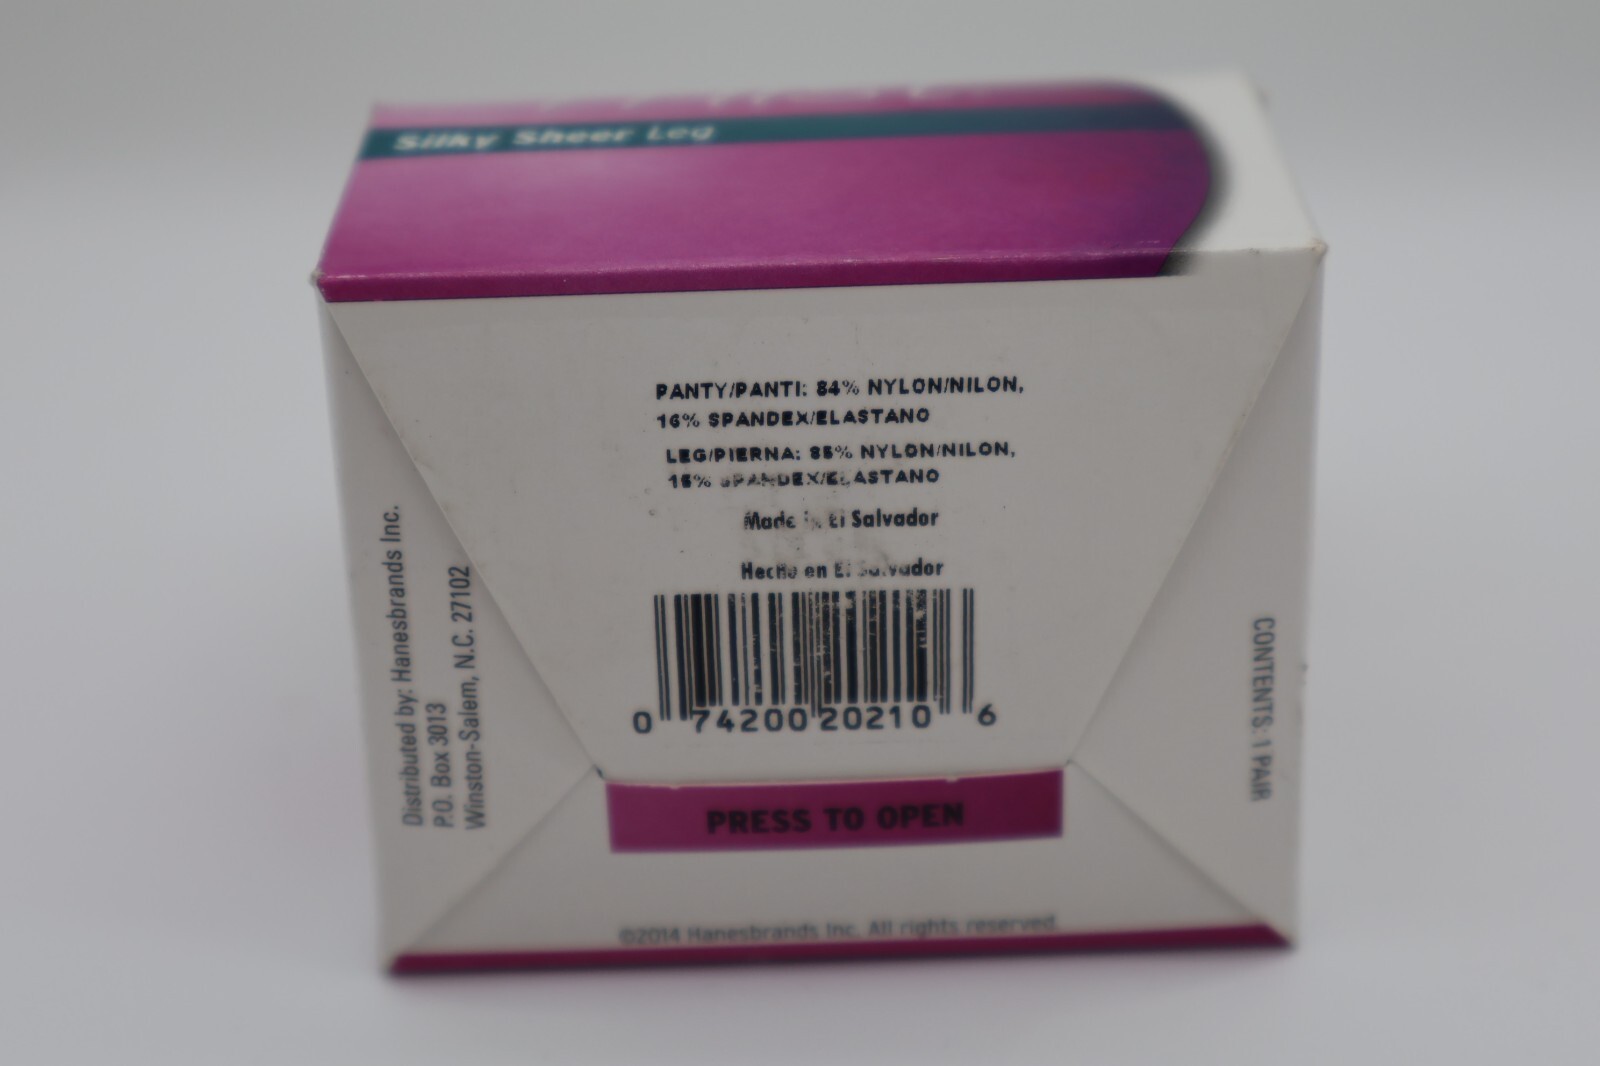 Silky Sheer Leg
PANTY/PANTI: 84% NYLON/NILON,
16% SPANDEX/ELASTANO
LEG/PIERNA: 85% NYLON/NILON,
15% SPANDEX/ELASTANO
Made in El Salvador
Hecho en El Salvador
0 74200 20210 6
PRESS TO OPEN
©2014 Hanesbrands Inc. All rights reserved.
Distributed by: Hanesbrands Inc.
P.O. Box 3013
Winston-Salem, N.C. 27102
CONTENTS: 1 PAIR